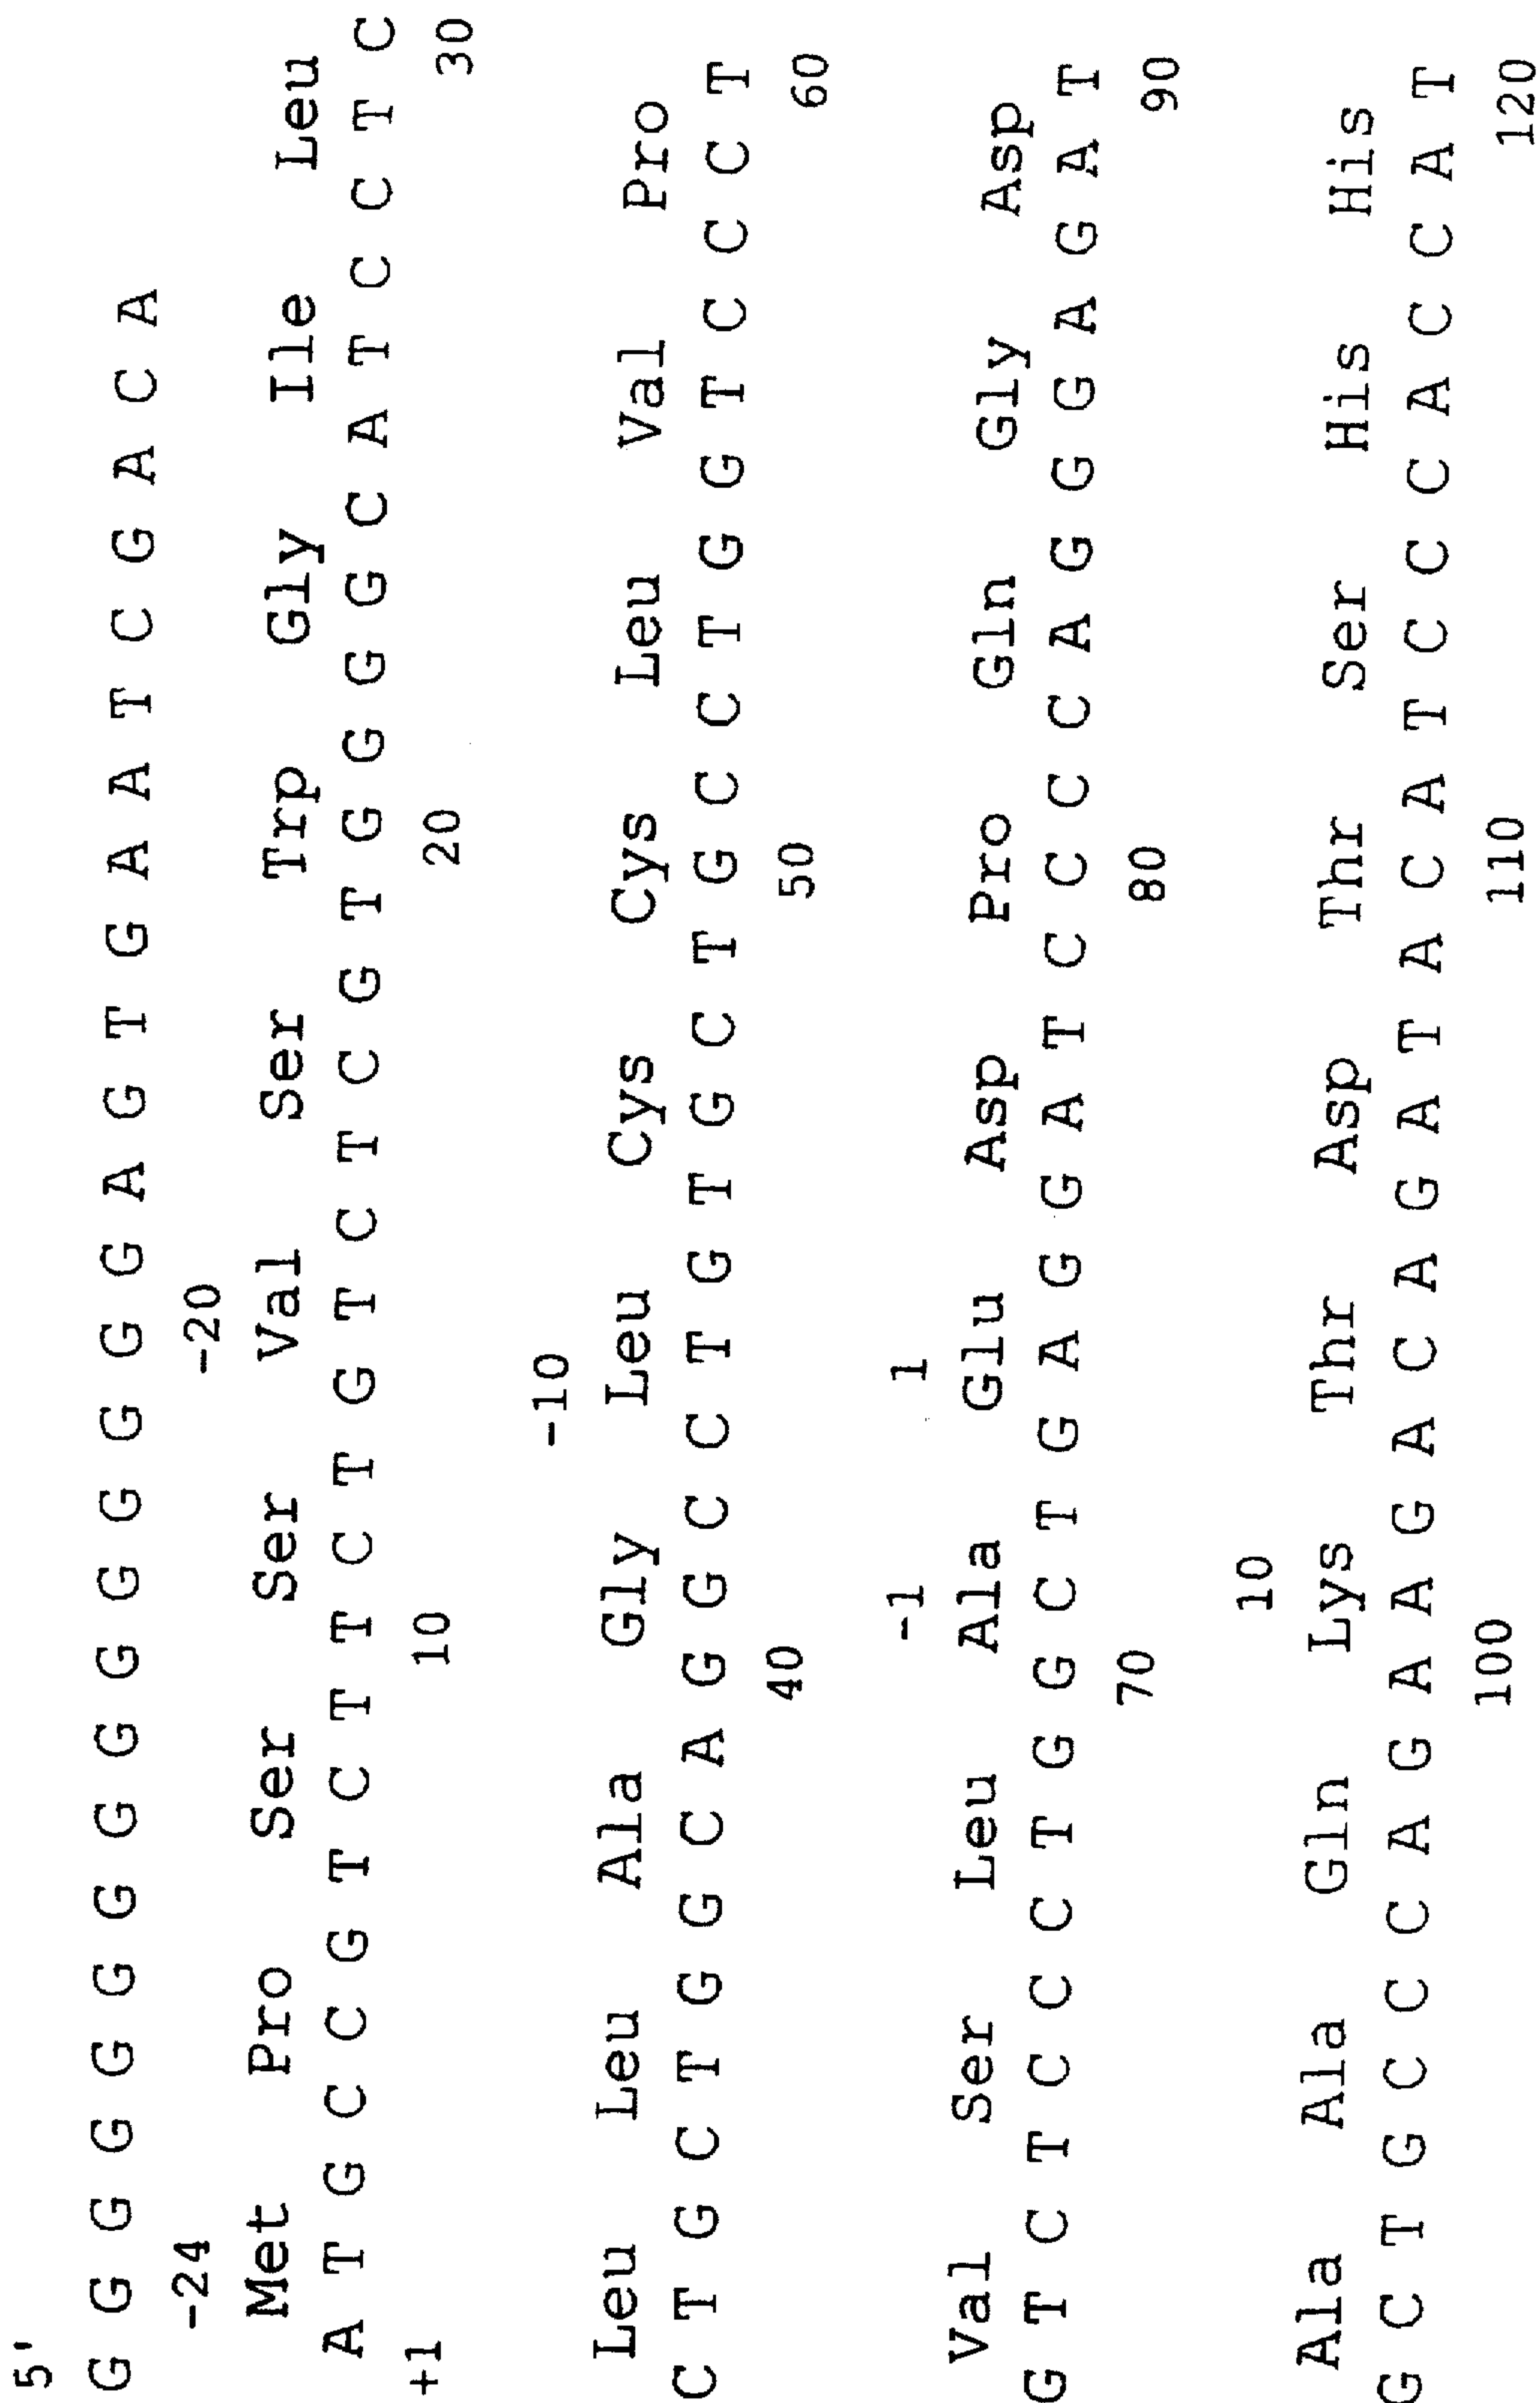 5'
G G G G G G G G G G G G G G G A G T G A A T C G A C A
-24 -20
Met Pro Ser Ser Val Ser Trp Gly Ile Leu
A T G C C G T C T T C T G T C T C G T G G G G C A T C C T C
+1 10 20 30
-10
Leu Leu Ala Gly Leu Cys Cys Leu Val Pro
C T G C T G G C A G G C C T G T G C T G C C T G G T C C C T
40 50 60
-1 1
Val Ser Leu Ala Glu Asp Pro Gln Gly Asp
G T C T C C C T G G C T G A G G A T C C C C A G G G A G A T
70 80 90
10
Ala Ala Gln Lys Thr Asp Thr Ser His His
G C T G C C C A G A A G A C A G A T A C A T C C C A C C A T
100 110 120